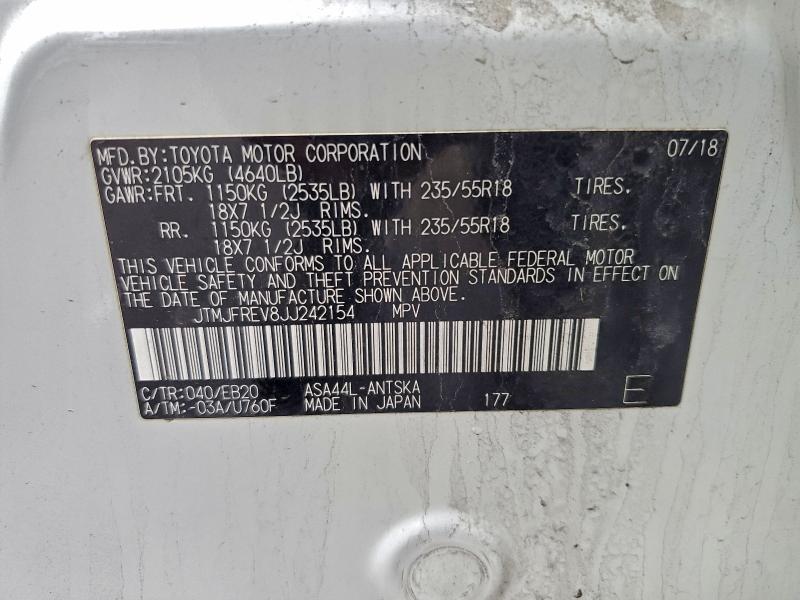 MFD.BY:TOYOTA MOTOR CORPORATION 07/18
GVWR:2105KG (4640LB)
GAWR:FRT. 1150KG (2535LB) WITH 235/55R18 TIRES.
18X7 1/2J RIMS.
RR. 1150KG (2535LB) WITH 235/55R18 TIRES.
18X7 1/2J RIMS.
THIS VEHICLE CONFORMS TO ALL APPLICABLE FEDERAL MOTOR
VEHICLE SAFETY AND THEFT PREVENTION STANDARDS IN EFFECT ON
THE DATE OF MANUFACTURE SHOWN ABOVE.
JTMJFREV8JJ242154 MPV
C/TR:040/EB20 ASA44L-ANTSKA
A/TM:-03A/U760F MADE IN JAPAN 177 E